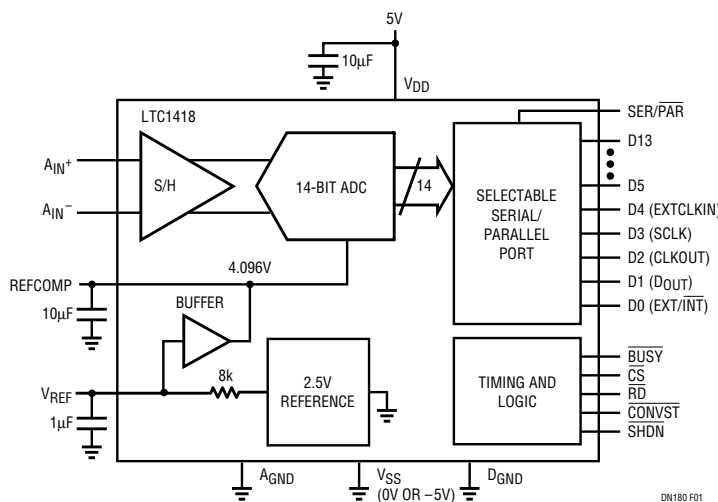 5V
10µF
VDD
LTC1418
SER/PAR
AIN+
AIN−
S/H
14-BIT ADC
14
SELECTABLE
SERIAL/
PARALLEL
PORT
D13
D5
D4 (EXTCLKIN)
D3 (SCLK)
D2 (CLKOUT)
D1 (DOUT)
D0 (EXT/INT)
REFCOMP
4.096V
10µF
BUFFER
VREF
8k
1µF
2.5V
REFERENCE
TIMING AND
LOGIC
BUSY
CS
RD
CONVST
SHDN
AGND
VSS
(0V OR −5V)
DGND
DN180 F01